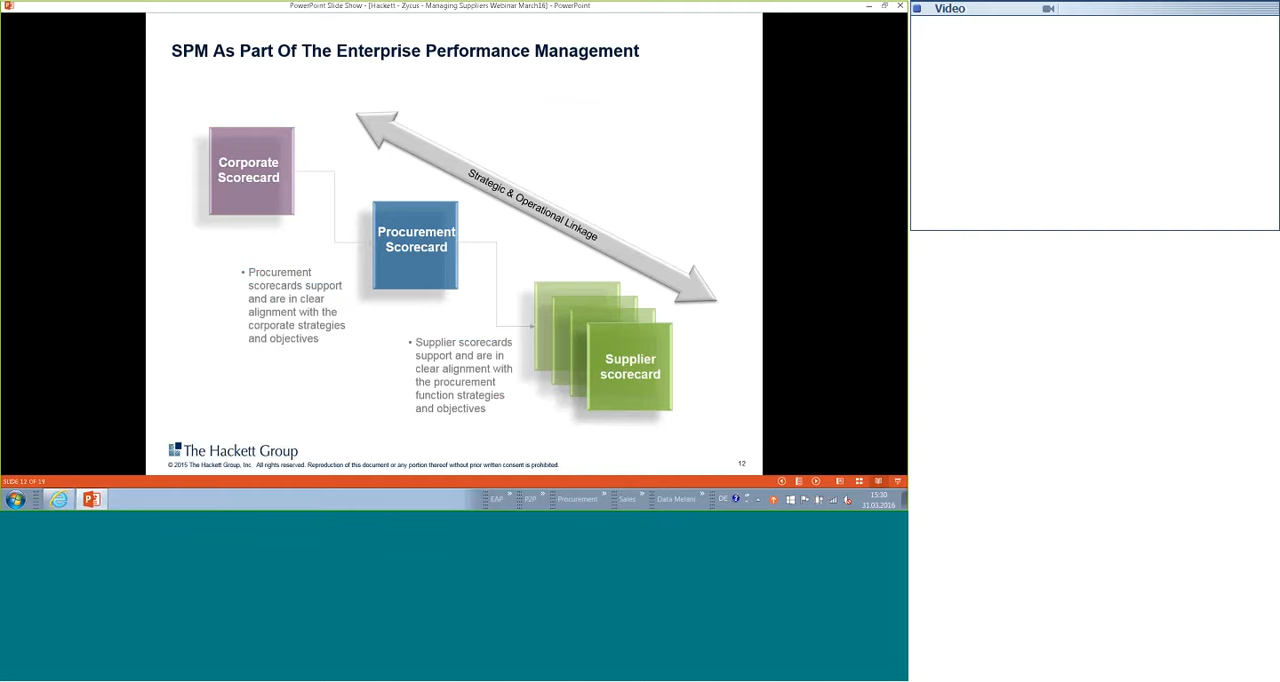 PowerPoint Slide Show - [Hackett - Zycus - Managing Suppliers Webinar March16] - PowerPoint
Video
SPM As Part Of The Enterprise Performance Management
Corporate
Scorecard
Strategic & Operational Linkage
Procurement
Scorecard
• Procurement
scorecards support
and are in clear
alignment with the
corporate strategies
and objectives
• Supplier scorecards
support and are in
clear alignment with
the procurement
function strategies
and objectives
Supplier
scorecard
The Hackett Group
© 2015 The Hackett Group, Inc. All rights reserved. Reproduction of this document or any portion thereof without prior written consent is prohibited.
12
SLIDE 12 OF 19
EAP
P2P
Procurement
Sales
DE
15:30
31.03.2016